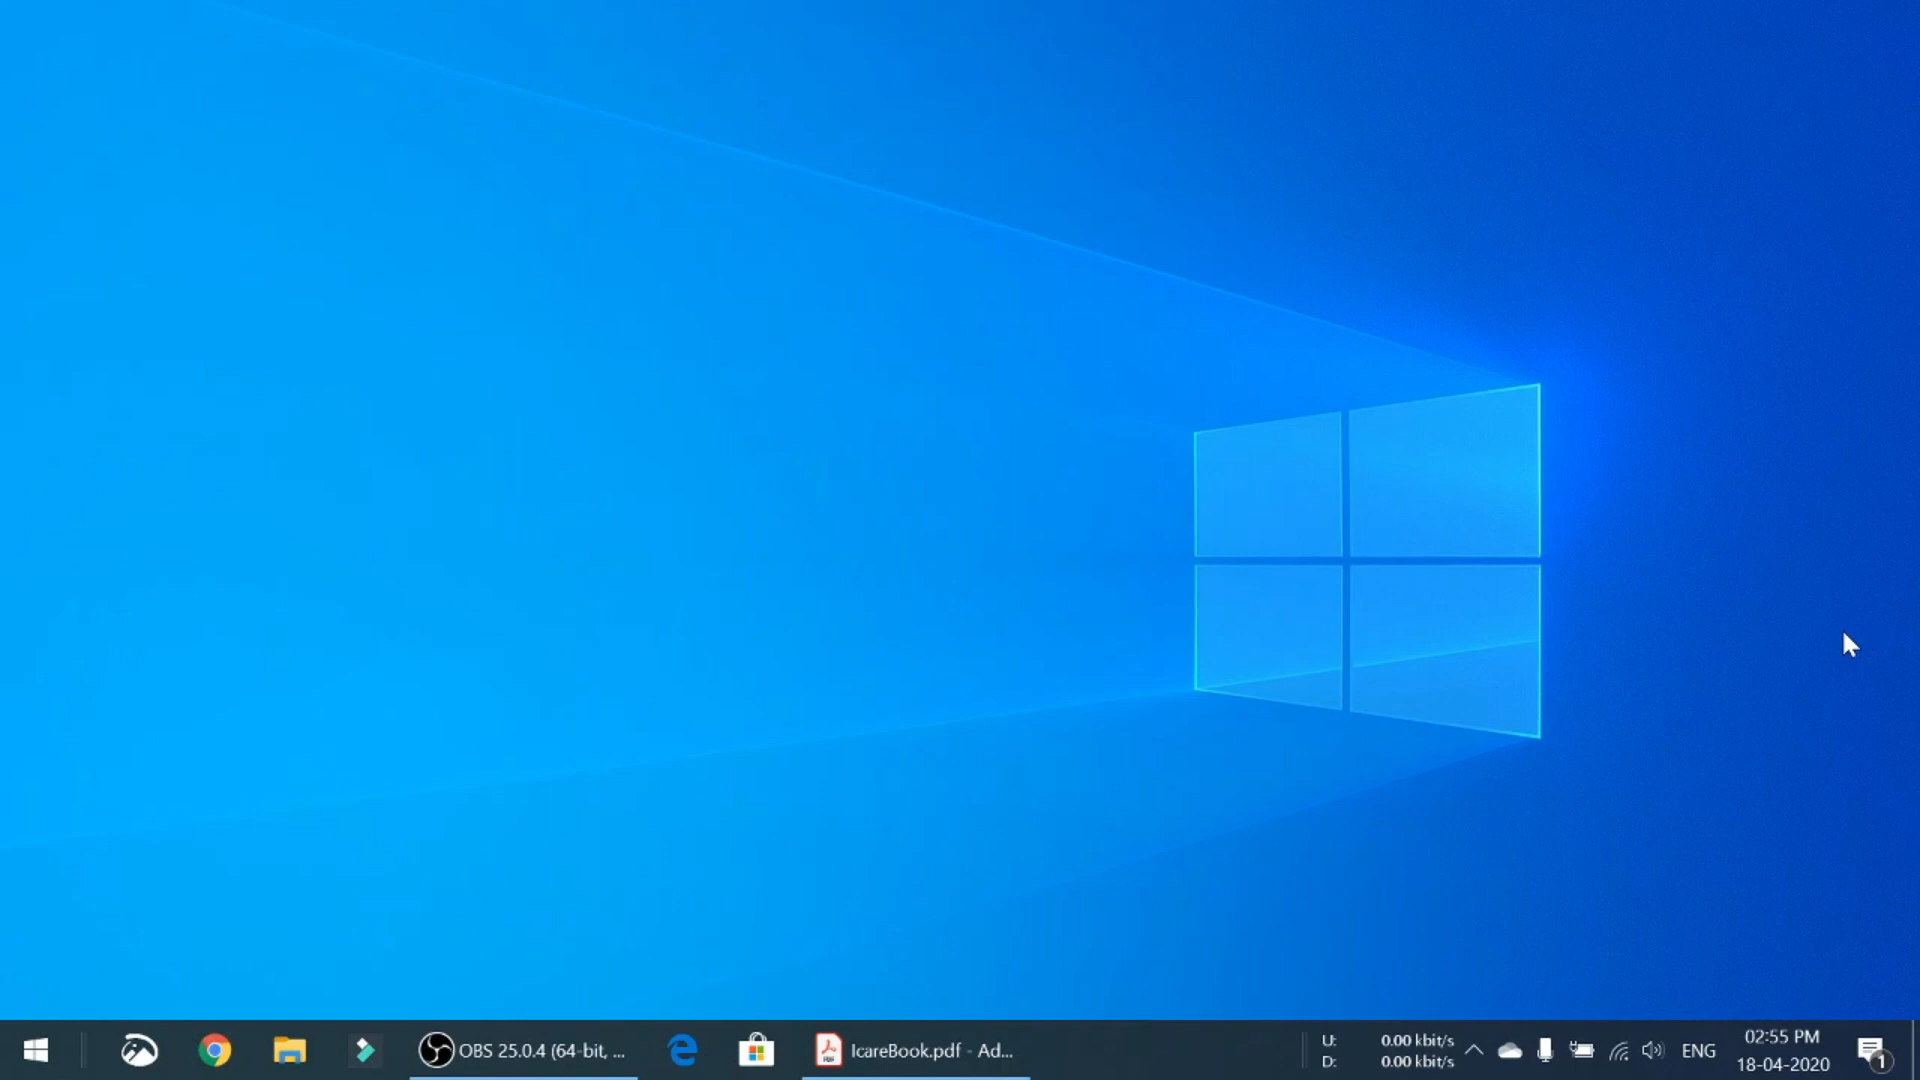 OBS 25.0.4 (64-bit, ...
IcareBook.pdf - Ad...
U: 0.00 kbit/s
D: 0.00 kbit/s
ENG
02:55 PM
18-04-2020
1
PDF